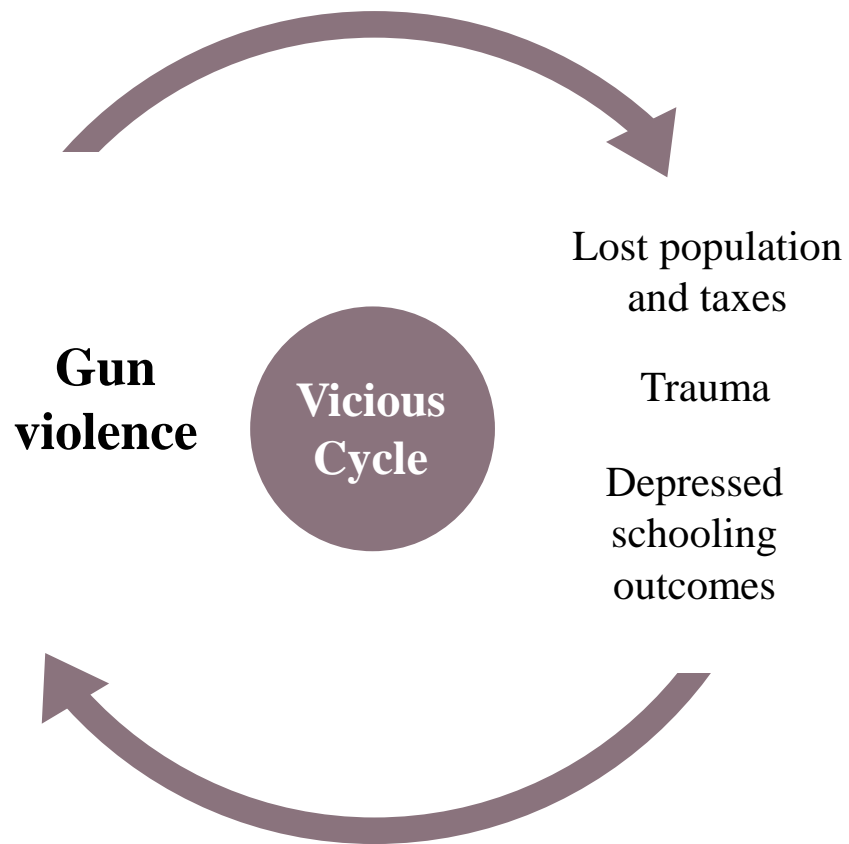 Gun
violence
Vicious
Cycle
Lost population
and taxes
Trauma
Depressed
schooling
outcomes